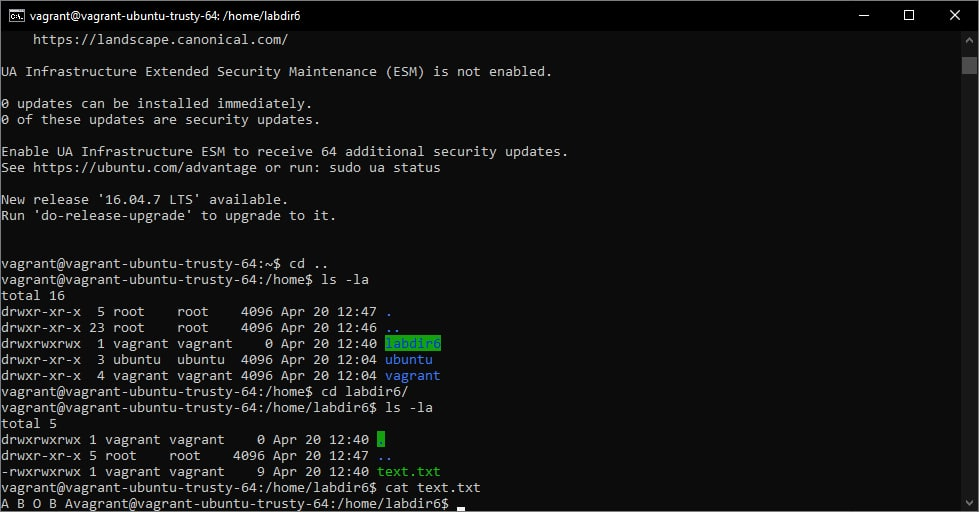 vagrant@vagrant-ubuntu-trusty-64: /home/labdir6
https://landscape.canonical.com/
UA Infrastructure Extended Security Maintenance (ESM) is not enabled.
0 updates can be installed immediately.
0 of these updates are security updates.
Enable UA Infrastructure ESM to receive 64 additional security updates.
See https://ubuntu.com/advantage or run: sudo ua status
New release '16.04.7 LTS' available.
Run 'do-release-upgrade' to upgrade to it.
vagrant@vagrant-ubuntu-trusty-64:~$ cd ..
vagrant@vagrant-ubuntu-trusty-64:/home$ ls -la
total 16
drwxr-xr-x  5 root    root    4096 Apr 20 12:47 .
drwxr-xr-x 23 root    root    4096 Apr 20 12:46 ..
drwxrwxrwx  1 vagrant vagrant    0 Apr 20 12:40 labdir6
drwxr-xr-x  3 ubuntu  ubuntu  4096 Apr 20 12:04 ubuntu
drwxr-xr-x  4 vagrant vagrant 4096 Apr 20 12:04 vagrant
vagrant@vagrant-ubuntu-trusty-64:/home$ cd labdir6/
vagrant@vagrant-ubuntu-trusty-64:/home/labdir6$ ls -la
total 5
drwxrwxrwx 1 vagrant vagrant    0 Apr 20 12:40 .
drwxr-xr-x 5 root    root    4096 Apr 20 12:47 ..
-rwxrwxrwx 1 vagrant vagrant    9 Apr 20 12:40 text.txt
vagrant@vagrant-ubuntu-trusty-64:/home/labdir6$ cat text.txt
A B O B Avagrant@vagrant-ubuntu-trusty-64:/home/labdir6$